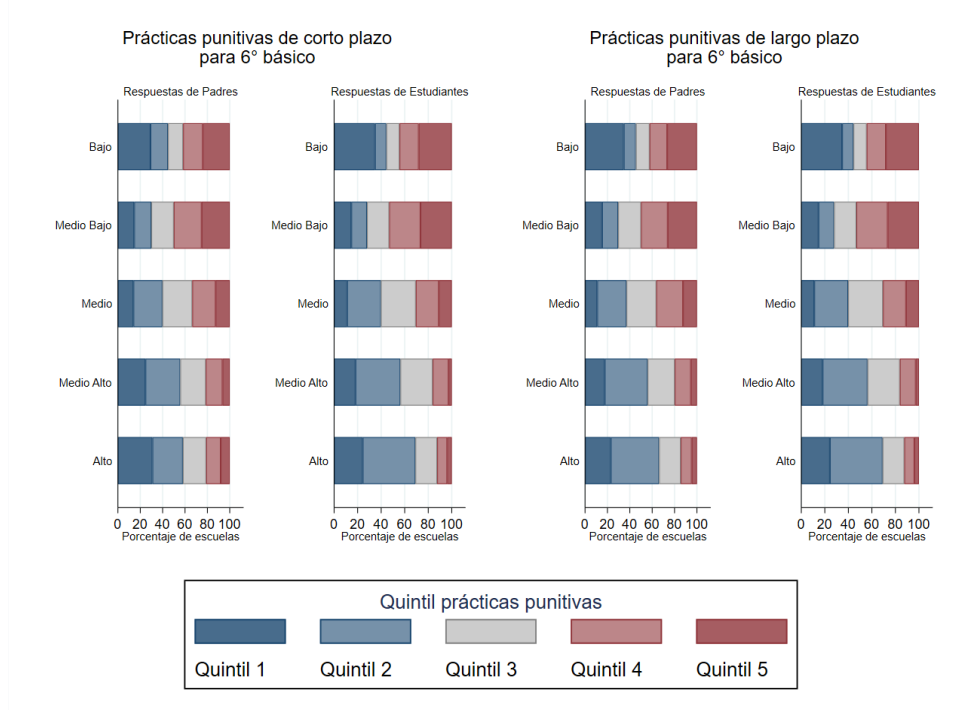 Prácticas punitivas de corto plazo
para 6° básico
Respuestas de Padres
Bajo
Medio Bajo
Medio
Medio Alto
Alto
0 20 40 60 80 100
Porcentaje de escuelas
Respuestas de Estudiantes
Bajo
Medio Bajo
Medio
Medio Alto
Alto
0 20 40 60 80 100
Porcentaje de escuelas
Prácticas punitivas de largo plazo
para 6° básico
Respuestas de Padres
Bajo
Medio Bajo
Medio
Medio Alto
Alto
0 20 40 60 80 100
Porcentaje de escuelas
Respuestas de Estudiantes
Bajo
Medio Bajo
Medio
Medio Alto
Alto
0 20 40 60 80 100
Porcentaje de escuelas
Quintil prácticas punitivas
Quintil 1 Quintil 2 Quintil 3 Quintil 4 Quintil 5